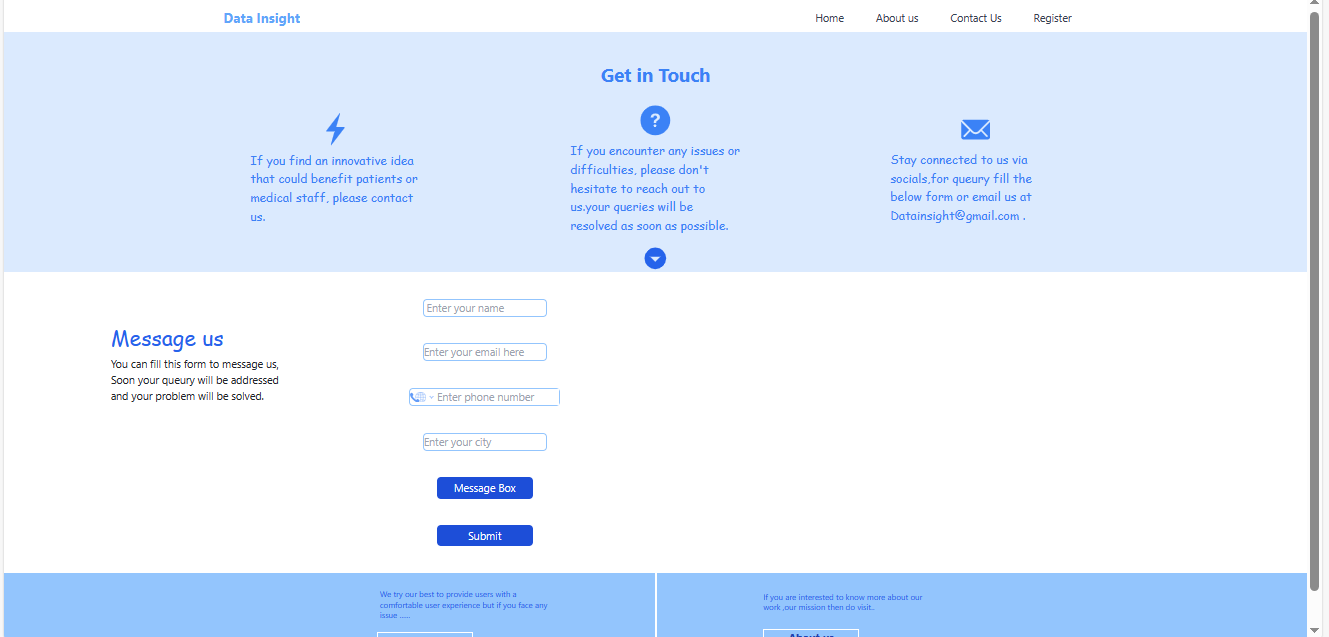 Data Insight
Home
About us
Contact Us
Register
Get in Touch
If you find an innovative idea
that could benefit patients or
medical staff, please contact
us.
?
If you encounter any issues or
difficulties, please don't
hesitate to reach out to
us.your queries will be
resolved as soon as possible.
Stay connected to us via
socials,for queury fill the
below form or email us at
Datainsight@gmail.com .
Message us
You can fill this form to message us,
Soon your queury will be addressed
and your problem will be solved.
Enter your name
Enter your email here
Enter phone number
Enter your city
Message Box
Submit
We try our best to provide users with a
comfortable user experience but if you face any
issue .....
If you are interested to know more about our
work ,our mission then do visit..
About us